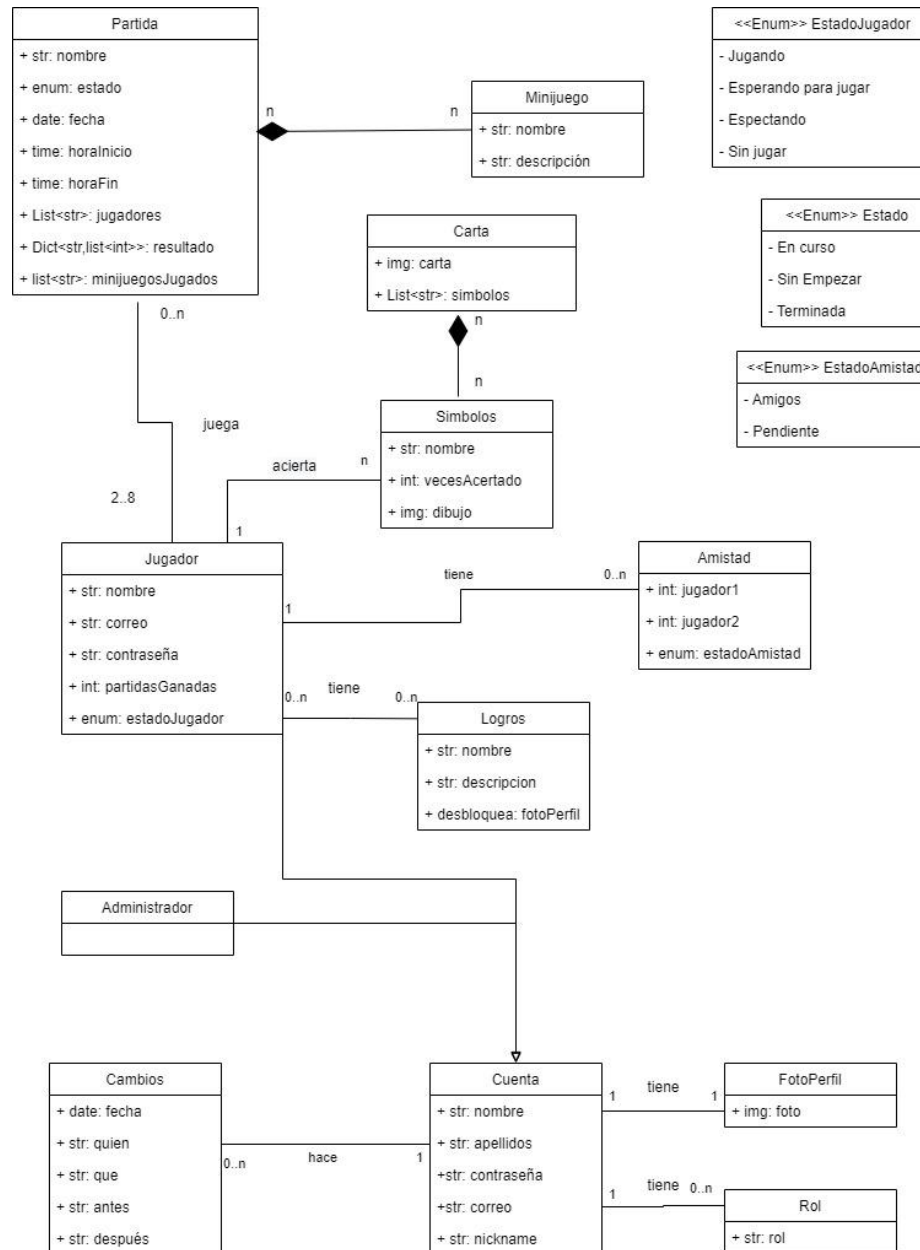 Partida
+ str: nombre
+ enum: estado
+ date: fecha
+ time: horaInicio
+ time: horaFin
+ List<str>: jugadores
+ Dict<str,list<int>>: resultado
+ list<str>: minijuegosJugados
n
n
Minijuego
+ str: nombre
+ str: descripción
<<Enum>> EstadoJugador
- Jugando
- Esperando para jugar
- Espectando
- Sin jugar
Carta
+ img: carta
+ List<str>: simbolos
n
n
<<Enum>> Estado
- En curso
- Sin Empezar
- Terminada
<<Enum>> EstadoAmistad
- Amigos
- Pendiente
0..n
juega
2..8
Simbolos
+ str: nombre
+ int: vecesAcertado
+ img: dibujo
acierta
n
1
Jugador
+ str: nombre
+ str: correo
+ str: contraseña
+ int: partidasGanadas
+ enum: estadoJugador
tiene
0..n
1
Amistad
+ int: jugador1
+ int: jugador2
+ enum: estadoAmistad
tiene
0..n
0..n
Logros
+ str: nombre
+ str: descripcion
+ desbloquea: fotoPerfil
Administrador
Cambios
+ date: fecha
+ str: quien
+ str: que
+ str: antes
+ str: después
0..n
hace
1
Cuenta
+ str: nombre
+ str: apellidos
+str: contraseña
+str: correo
+ str: nickname
1
tiene
1
FotoPerfil
+ img: foto
1
tiene
0..n
Rol
+ str: rol